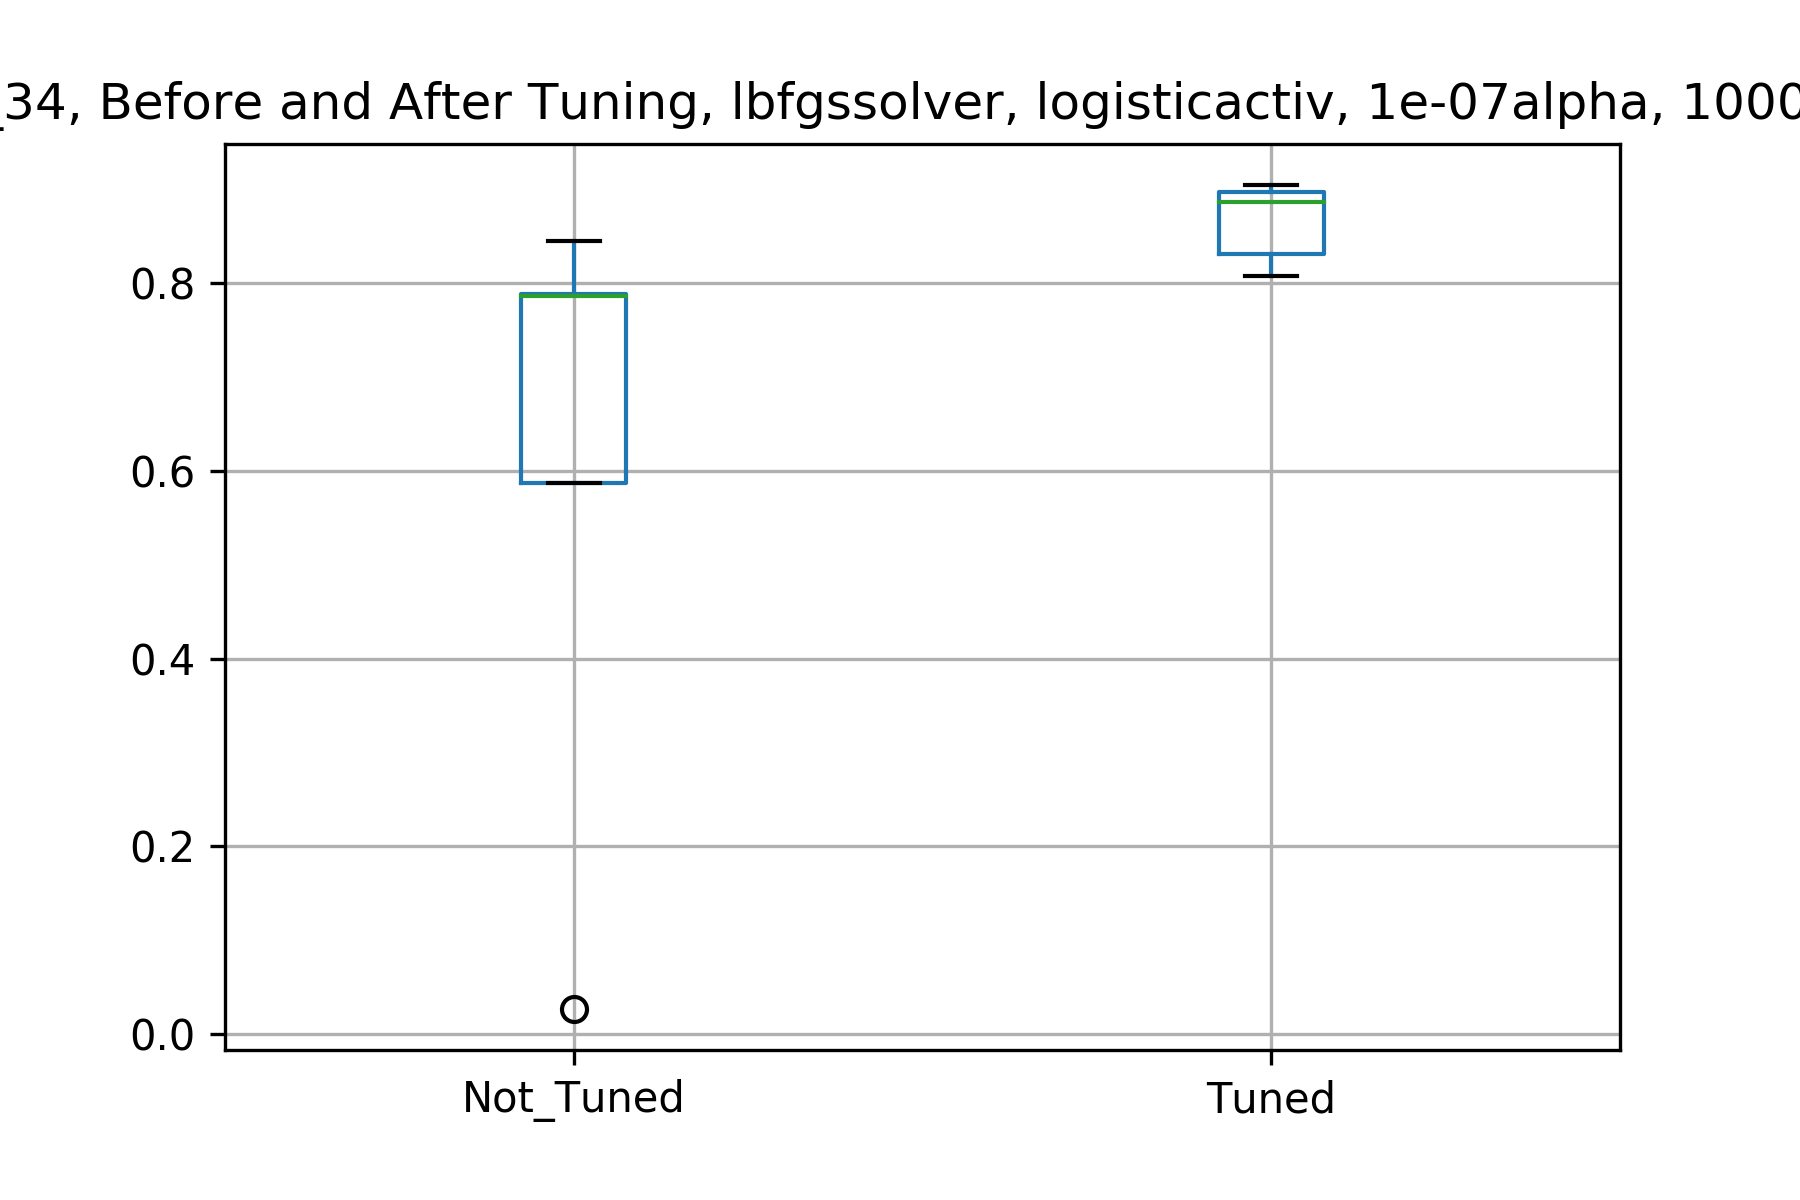 _34, Before and After Tuning, lbfgssolver, logisticactiv, 1e-07alpha, 1000
0.8
0.6
0.4
0.2
0.0
Not_Tuned
Tuned